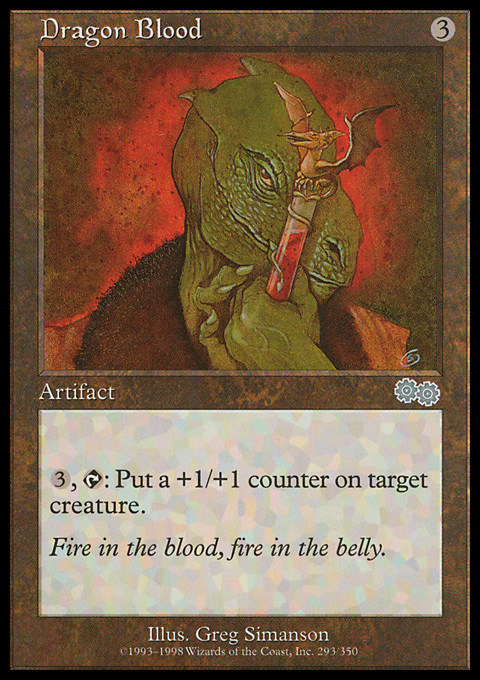 Dragon Blood 3
Artifact
3, : Put a +1/+1 counter on target
creature.
Fire in the blood, fire in the belly.
Illus. Greg Simanson
©1993–1998 Wizards of the Coast, Inc. 293/350